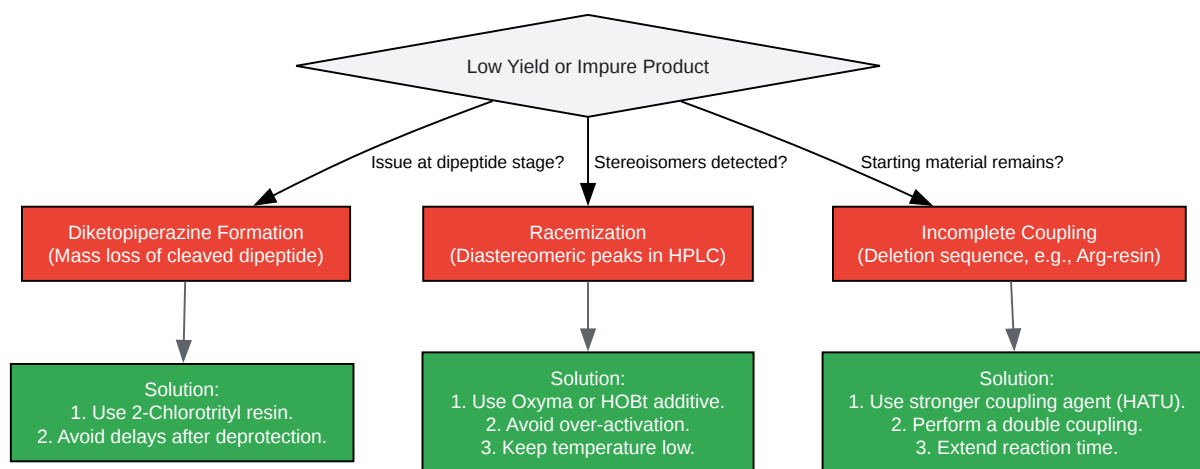 Low Yield or Impure Product
Issue at dipeptide stage?
Stereoisomers detected?
Starting material remains?
Diketopiperazine Formation
(Mass loss of cleaved dipeptide)
Racemization
(Diastereomeric peaks in HPLC)
Incomplete Coupling
(Deletion sequence, e.g., Arg-resin)
Solution:
1. Use 2-Chlorotrityl resin.
2. Avoid delays after deprotection.
Solution:
1. Use Oxyma or HOBt additive.
2. Avoid over-activation.
3. Keep temperature low.
Solution:
1. Use stronger coupling agent (HATU).
2. Perform a double coupling.
3. Extend reaction time.